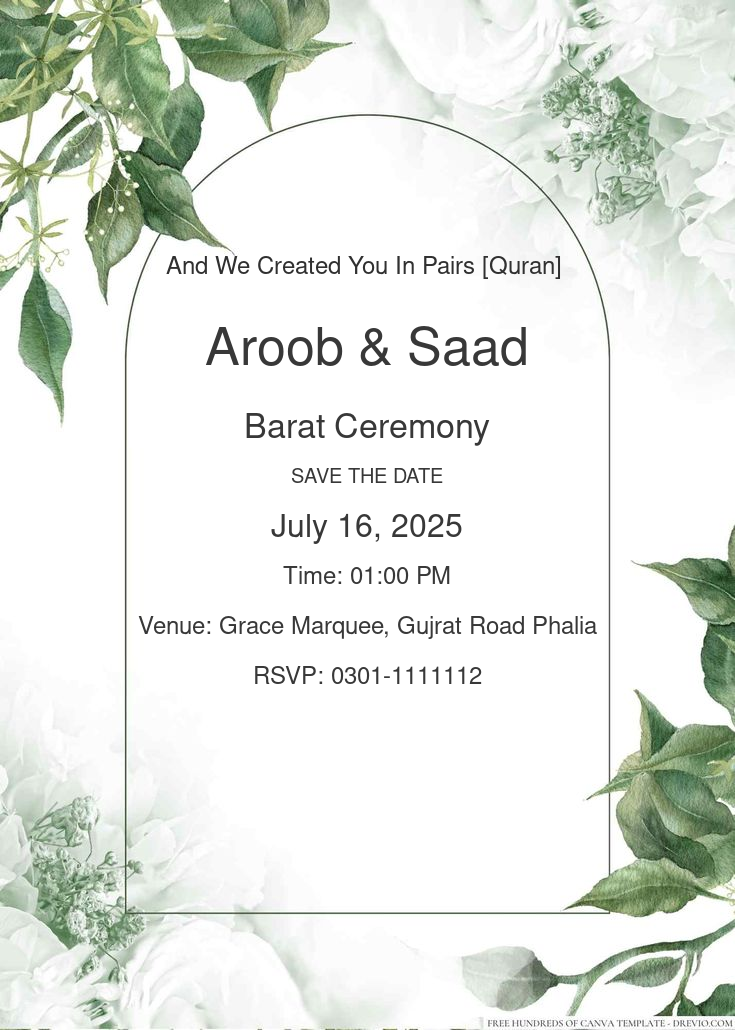 And We Created You In Pairs [Quran]
Aroob & Saad
Barat Ceremony
SAVE THE DATE
July 16, 2025
Time: 01:00 PM
Venue: Grace Marquee, Gujrat Road Phalia
RSVP: 0301-1111112
FREE HUNDREDS OF CANVA TEMPLATE - DREVIO.COM